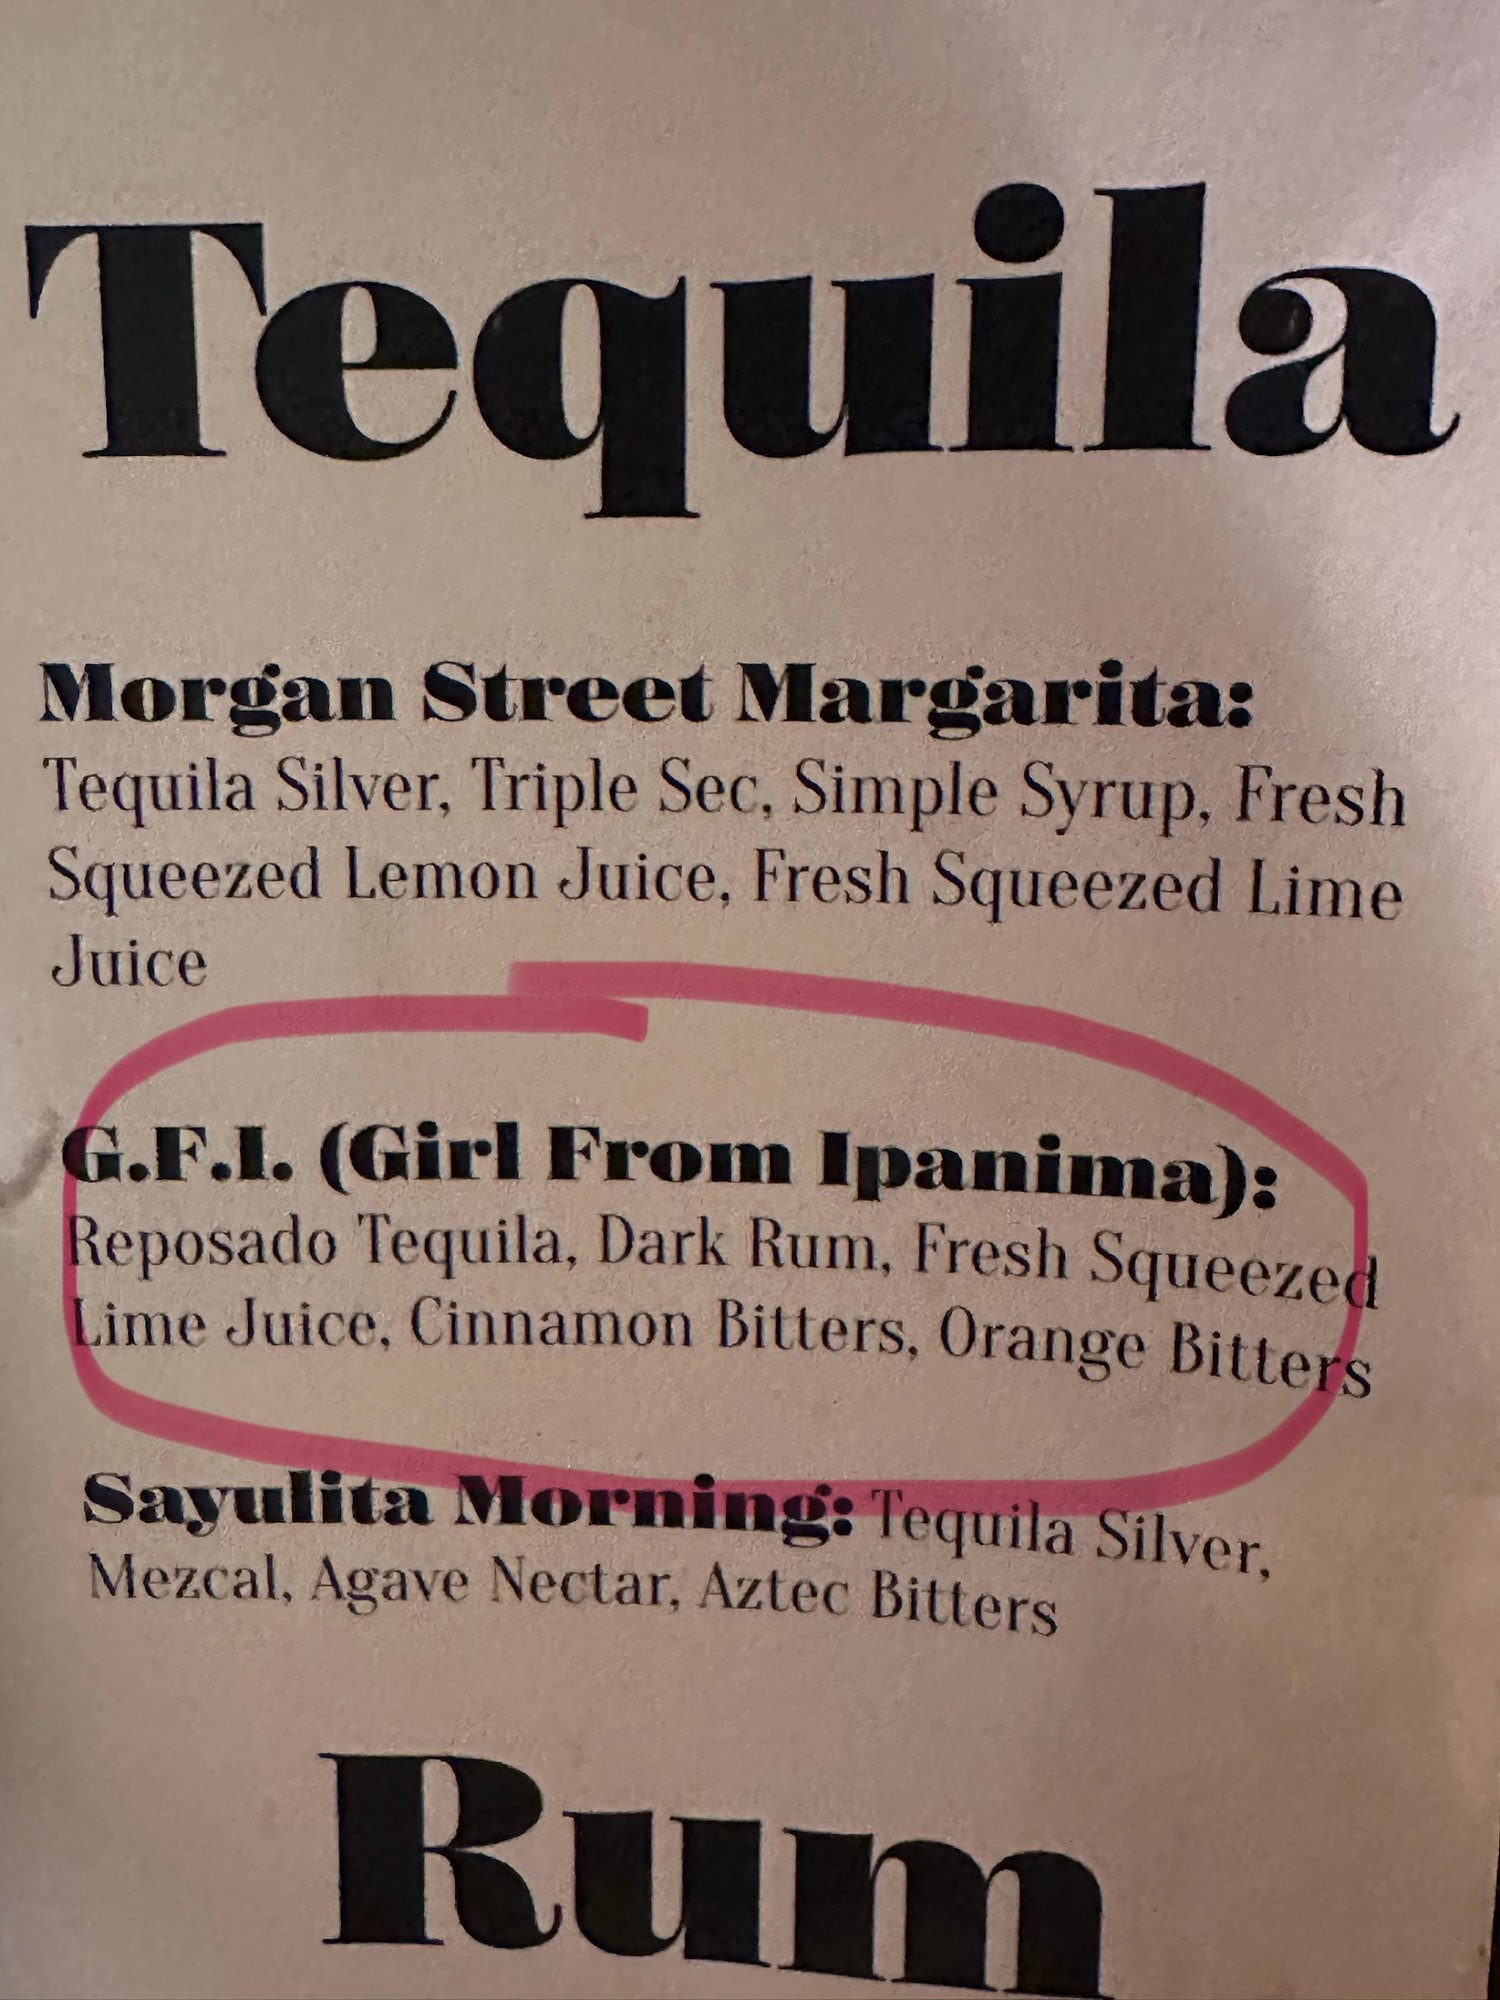 Tequila
Morgan Street Margarita:
Tequila Silver, Triple Sec, Simple Syrup, Fresh
Squeezed Lemon Juice, Fresh Squeezed Lime
Juice
G.F.I. (Girl From Ipanima):
Reposado Tequila, Dark Rum, Fresh Squeezed
Lime Juice, Cinnamon Bitters, Orange Bitters
Sayulita Morning: Tequila Silver,
Mezcal, Agave Nectar, Aztec Bitters
Rum